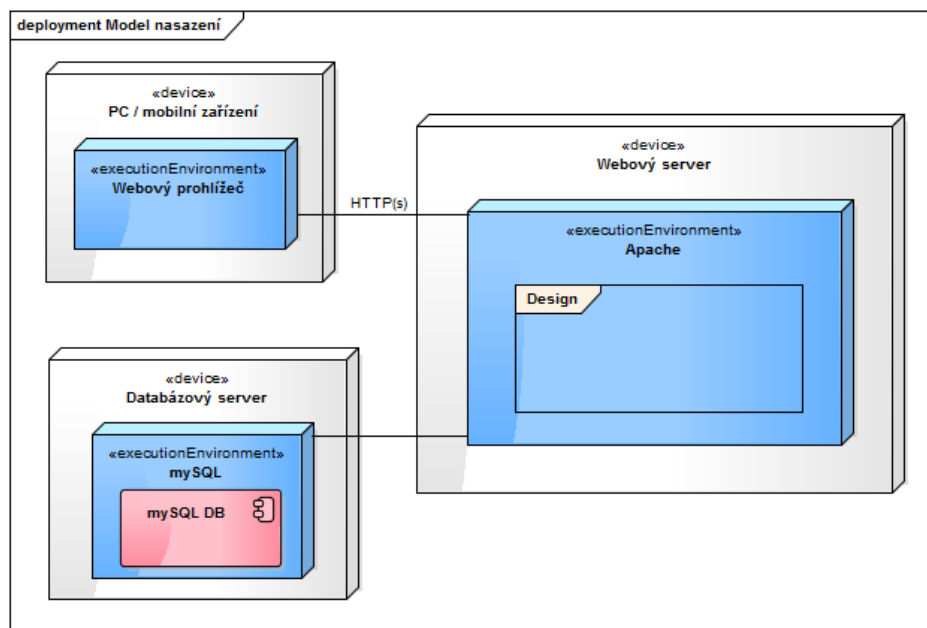 deployment Model nasazení
«device»
PC / mobilní zařízení
«executionEnvironment»
Webový prohlížeč
HTTP(s)
«device»
Webový server
«executionEnvironment»
Apache
Design
«device»
Databázový server
«executionEnvironment»
mySQL
mySQL DB